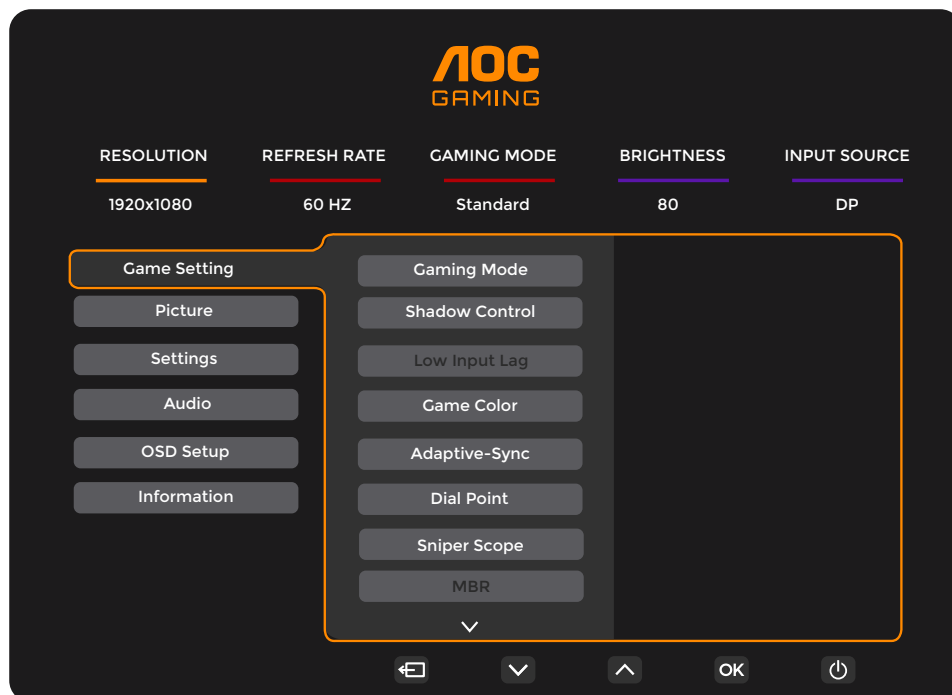 AOC
GAMING
RESOLUTION REFRESH RATE GAMING MODE BRIGHTNESS INPUT SOURCE
1920x1080 60 HZ Standard 80 DP
Game Setting
Picture
Settings
Audio
OSD Setup
Information
Gaming Mode
Shadow Control
Low Input Lag
Game Color
Adaptive-Sync
Dial Point
Sniper Scope
MBR
OK